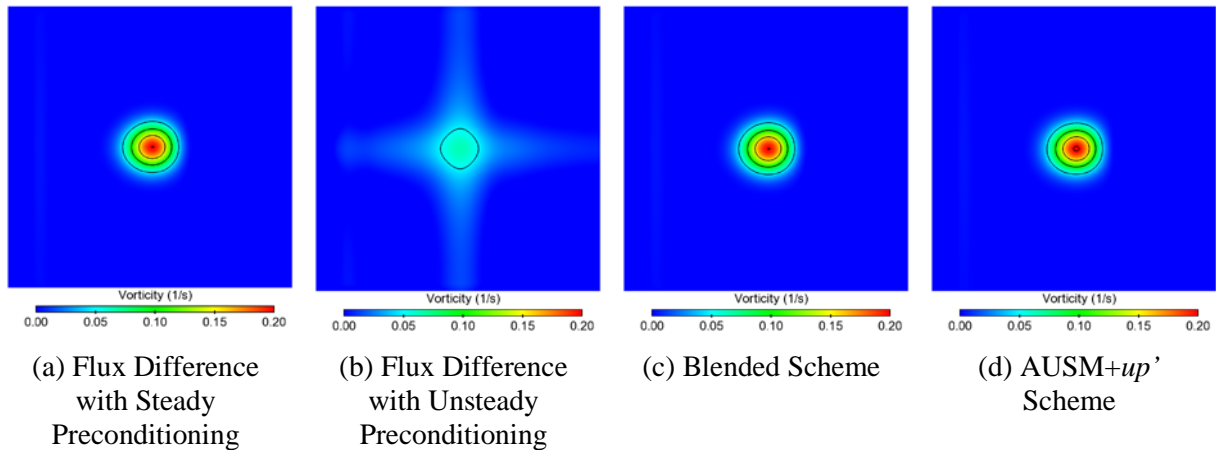 Vorticity (1/s)
0.00 0.05 0.10 0.15 0.20
(a) Flux Difference
with Steady
Preconditioning
Vorticity (1/s)
0.00 0.05 0.10 0.15 0.20
(b) Flux Difference
with Unsteady
Preconditioning
Vorticity (1/s)
0.00 0.05 0.10 0.15 0.20
(c) Blended Scheme
Vorticity (1/s)
0.00 0.05 0.10 0.15 0.20
(d) AUSM+up’
Scheme